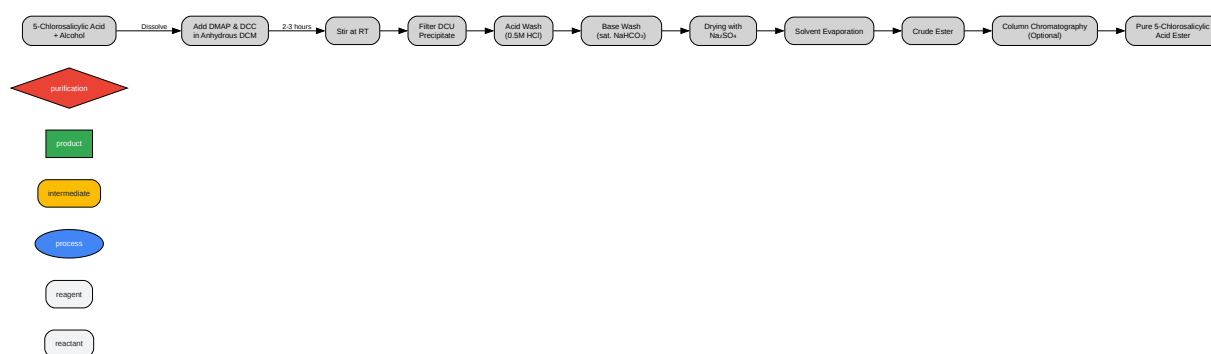 5-Chlorosalicylic Acid
+ Alcohol
Dissolve
Add DMAP & DCC
in Anhydrous DCM
2-3 hours
Stir at RT
Filter DCU
Precipitate
Acid Wash
(0.5M HCl)
Base Wash
(sat. NaHCO₃)
Drying with
Na₂SO₄
Solvent Evaporation
Crude Ester
Column Chromatography
(Optional)
Pure 5-Chlorosalicylic
Acid Ester
purification
product
intermediate
process
reagent
reactant